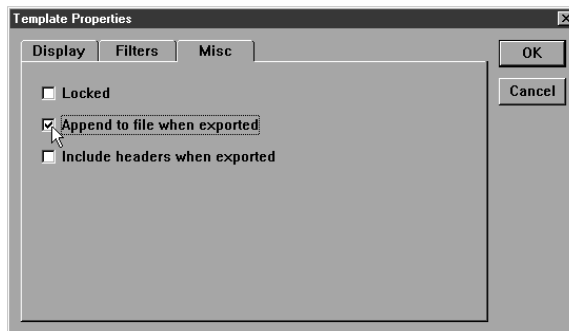 Template Properties
Display Filters Misc
OK
Cancel
Locked
Append to file when exported
Include headers when exported